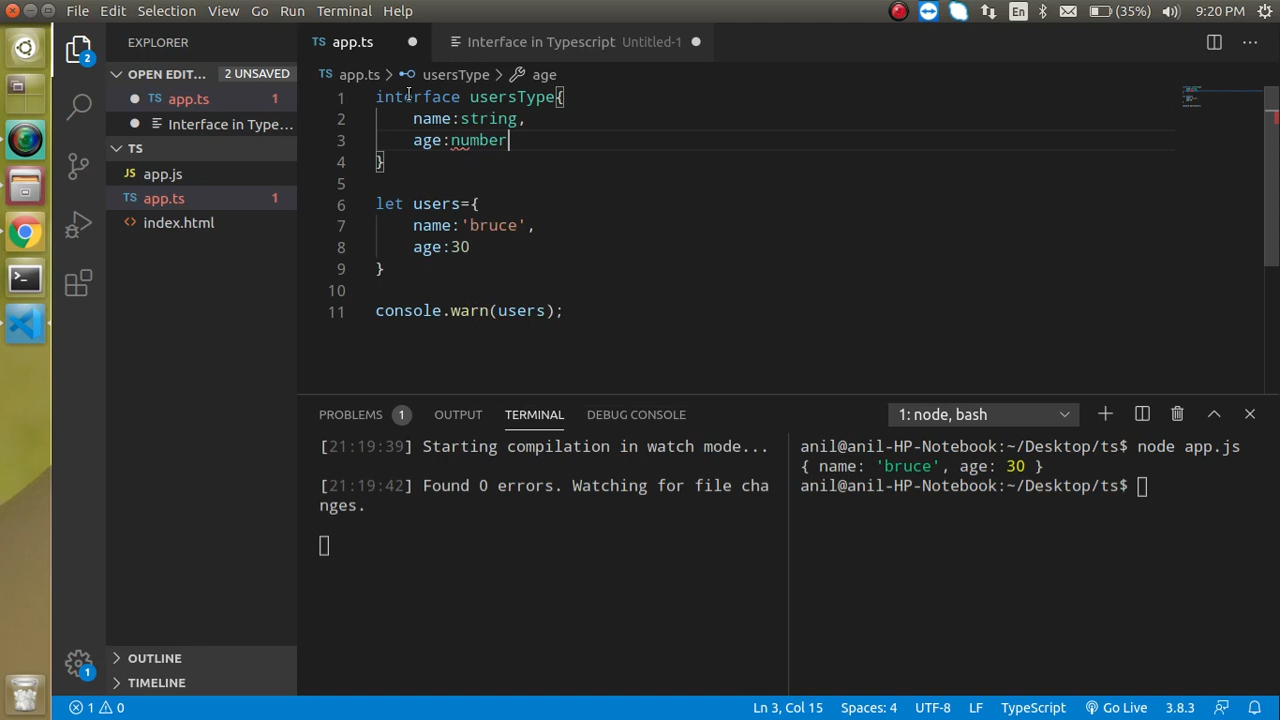 File Edit Selection View Go Run Terminal Help En (35%) 9:20 PM
EXPLORER TS app.ts Interface in Typescript Untitled-1
2
OPEN EDIT... 2 UNSAVED
TS app.ts 1
Interface in Type...
TS
JS app.js
TS app.ts 1
<> index.html
OUTLINE
TIMELINE
1
TS app.ts > usersType > age
1 interface usersType{
2 name:string,
3 age:number
4 }
5
6 let users={
7 name:'bruce',
8 age:30
9 }
10
11 console.warn(users);
PROBLEMS 1 OUTPUT TERMINAL DEBUG CONSOLE 1: node, bash
[21:19:39] Starting compilation in watch mode...
[21:19:42] Found 0 errors. Watching for file cha
nges.
anil@anil-HP-Notebook:~/Desktop/ts$ node app.js
{ name: 'bruce', age: 30 }
anil@anil-HP-Notebook:~/Desktop/ts$
1 0 Ln 3, Col 15 Spaces: 4 UTF-8 LF TypeScript Go Live 3.8.3